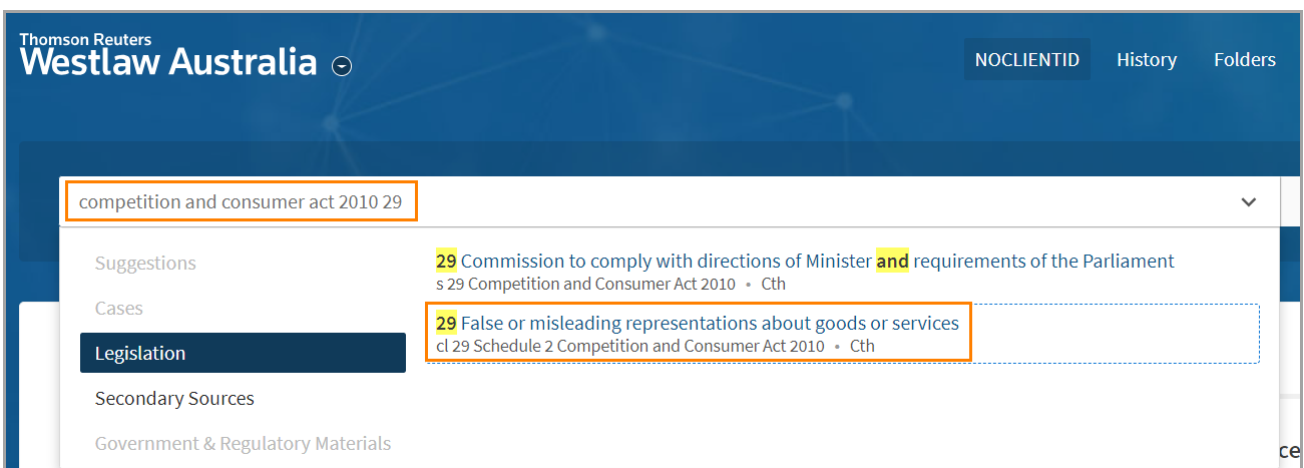 Thomson Reuters
Westlaw Australia
NOCLIENTID History Folders
competition and consumer act 2010 29
Suggestions
Cases
Legislation
Secondary Sources
Government & Regulatory Materials
29 Commission to comply with directions of Minister and requirements of the Parliament
s 29 Competition and Consumer Act 2010 • Cth
29 False or misleading representations about goods or services
cl 29 Schedule 2 Competition and Consumer Act 2010 • Cth
ce